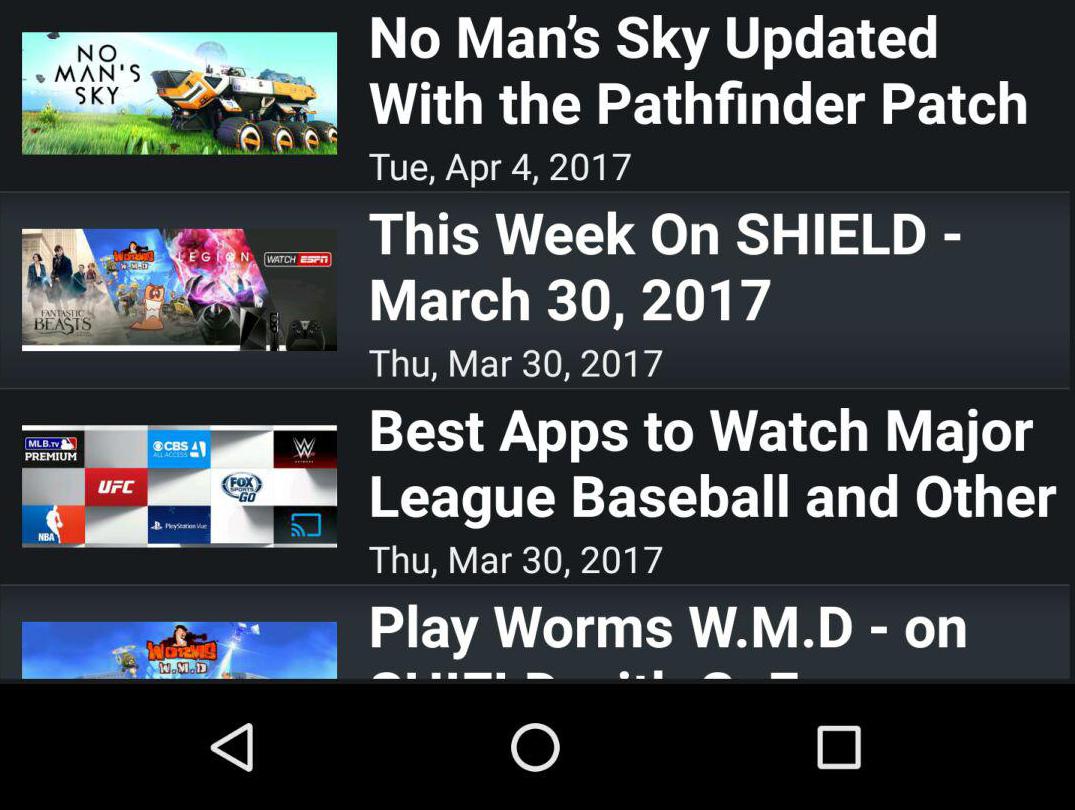 NO
MAN'S
SKY
No Man’s Sky Updated
With the Pathfinder Patch
Tue, Apr 4, 2017
WORMS
W.M.D
LEGION
WATCH ESPN
FANTASTIC
BEASTS
This Week On SHIELD -
March 30, 2017
Thu, Mar 30, 2017
MLB.TV
PREMIUM
CBS
ALL ACCESS
UFC
FOX
SPORTS
GO
NBA
PlayStation Vue
Best Apps to Watch Major
League Baseball and Other
Thu, Mar 30, 2017
WORMS
W.M.D
Play Worms W.M.D - on